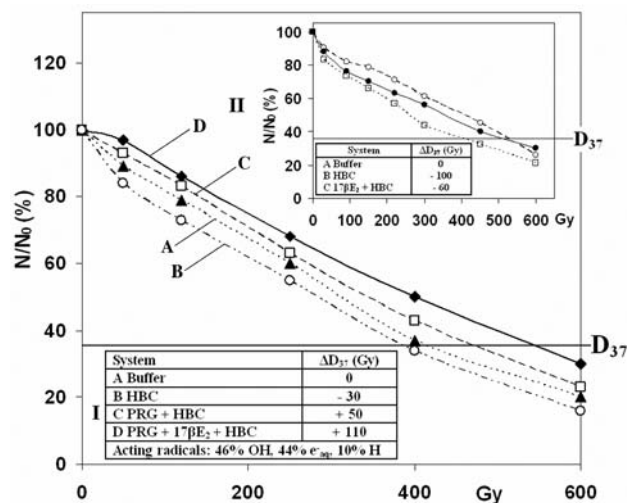 120
100
80
60
40
20
0
N/N₀ (%)
0
200
400
600
Gy
II
D
C
A
B
D₃₇
I
System ΔD₃₇ (Gy)
A Buffer 0
B HBC - 30
C PRG + HBC + 50
D PRG + 17βE₂ + HBC + 110
Acting radicals: 46% OH, 44% e⁻aq, 10% H
100
80
60
40
20
0
N/N₀ (%)
0 100 200 300 400 500 600
Gy
D₃₇
System ΔD₃₇ (Gy)
A Buffer 0
B HBC - 100
C 17βE₂ + HBC - 60